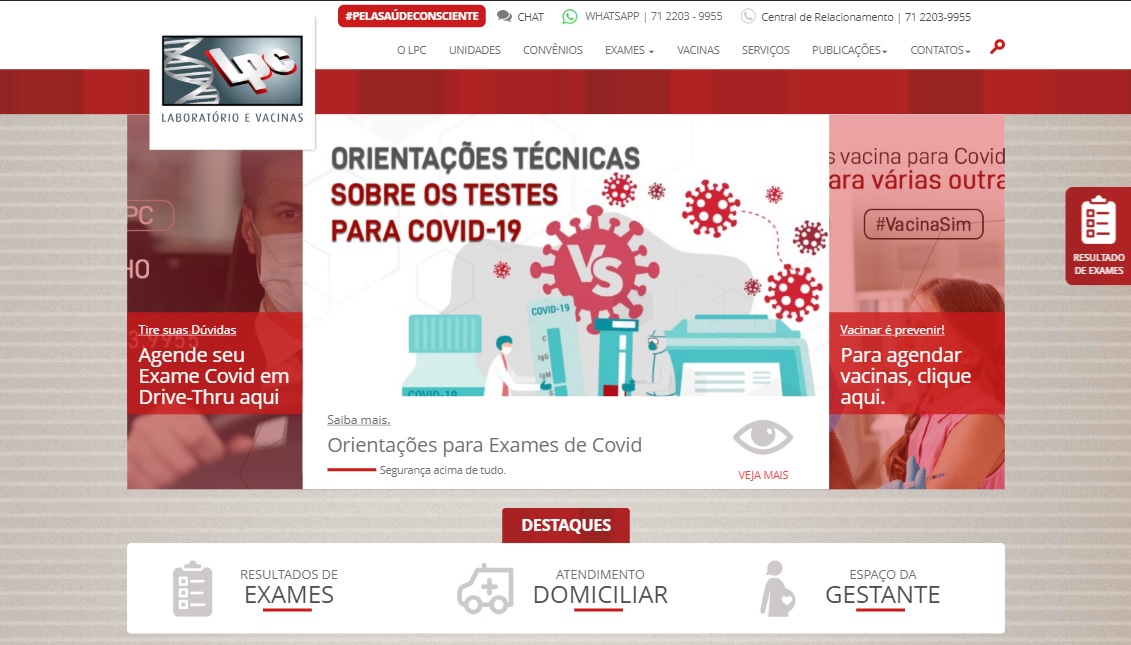 #PELASAÚDECONSCIENTE
CHAT
WHATSAPP | 71 2203 - 9955
Central de Relacionamento | 71 2203-9955
O LPC
UNIDADES
CONVÊNIOS
EXAMES
VACINAS
SERVIÇOS
PUBLICAÇÕES
CONTATOS
Lpc
LABORATÓRIO E VACINAS
ORIENTAÇÕES TÉCNICAS
SOBRE OS TESTES
PARA COVID-19
VS
COVID-19
C
IgG
IgM
COVID-19
PC
HO
3.9955
Tire suas Dúvidas
Agende seu
Exame Covid em
Drive-Thru aqui
s vacina para Covid
ara várias outra
#VacinaSim
Vacinar é prevenir!
Para agendar
vacinas, clique
aqui.
RESULTADO
DE EXAMES
Saiba mais.
Orientações para Exames de Covid
Segurança acima de tudo.
VEJA MAIS
DESTAQUES
RESULTADOS DE
EXAMES
ATENDIMENTO
DOMICILIAR
ESPAÇO DA
GESTANTE